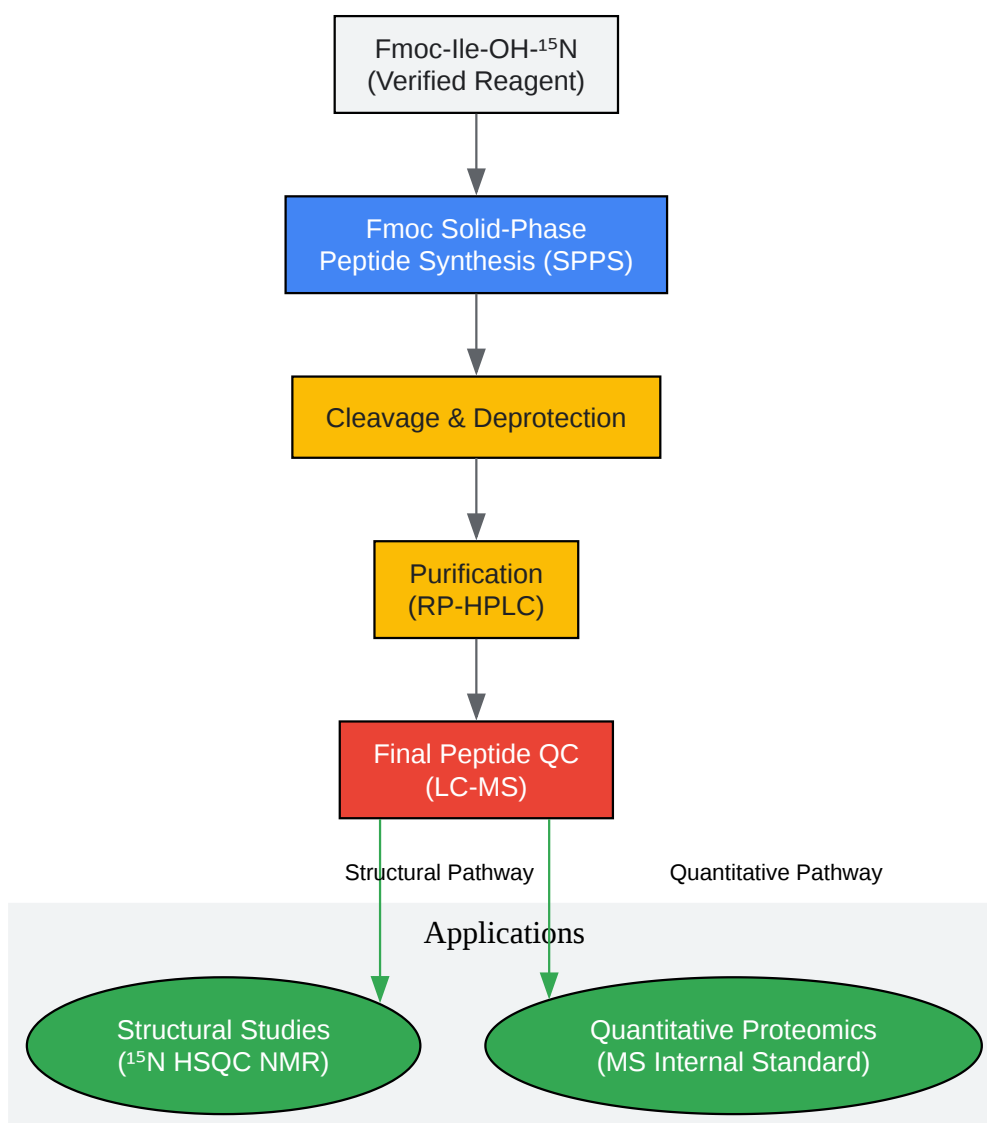 Fmoc-Ile-OH-¹⁵N
(Verified Reagent)
Fmoc Solid-Phase
Peptide Synthesis (SPPS)
Cleavage & Deprotection
Purification
(RP-HPLC)
Final Peptide QC
(LC-MS)
Structural Pathway
Quantitative Pathway
Applications
Structural Studies
(¹⁵N HSQC NMR)
Quantitative Proteomics
(MS Internal Standard)